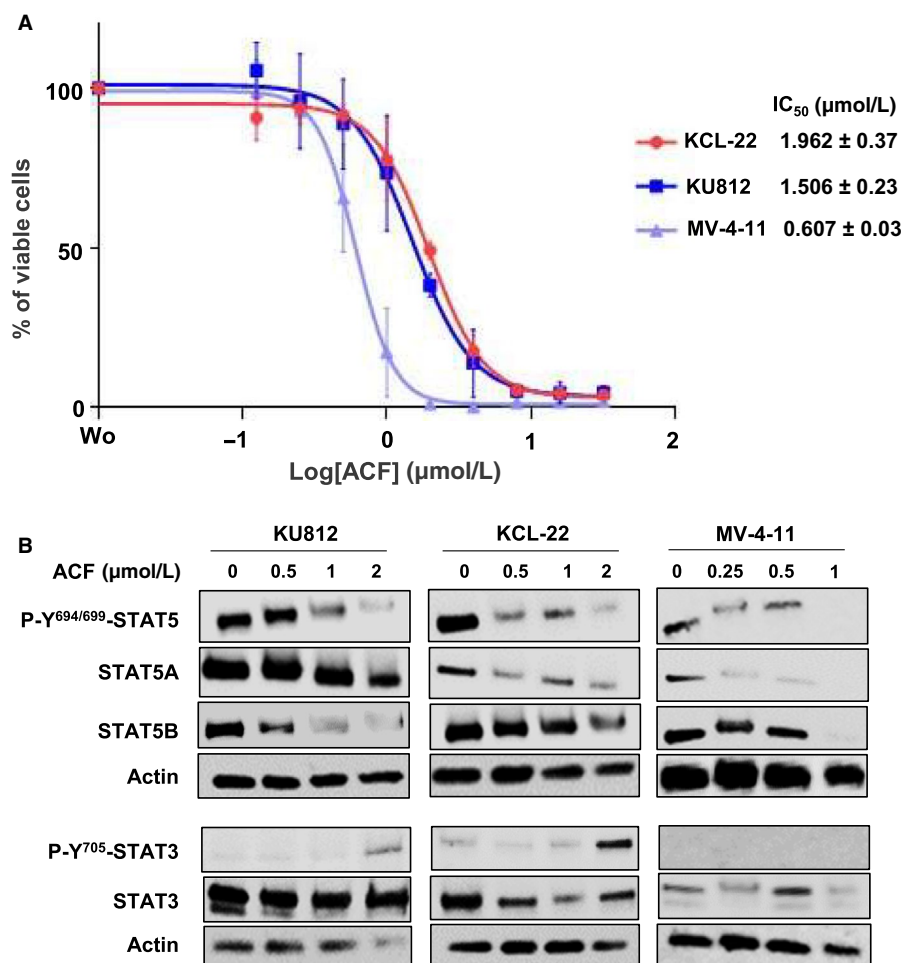 A
IC₅₀ (µmol/L)
KCL-22 1.962 ± 0.37
KU812 1.506 ± 0.23
MV-4-11 0.607 ± 0.03
% of viable cells
100
50
0
Wo –1 0 1 2
Log[ACF] (µmol/L)
B
KU812 KCL-22 MV-4-11
ACF (µmol/L) 0 0.5 1 2 0 0.5 1 2 0 0.25 0.5 1
P-Y⁶⁹⁴/⁶⁹⁹-STAT5
STAT5A
STAT5B
Actin
P-Y⁷⁰⁵-STAT3
STAT3
Actin